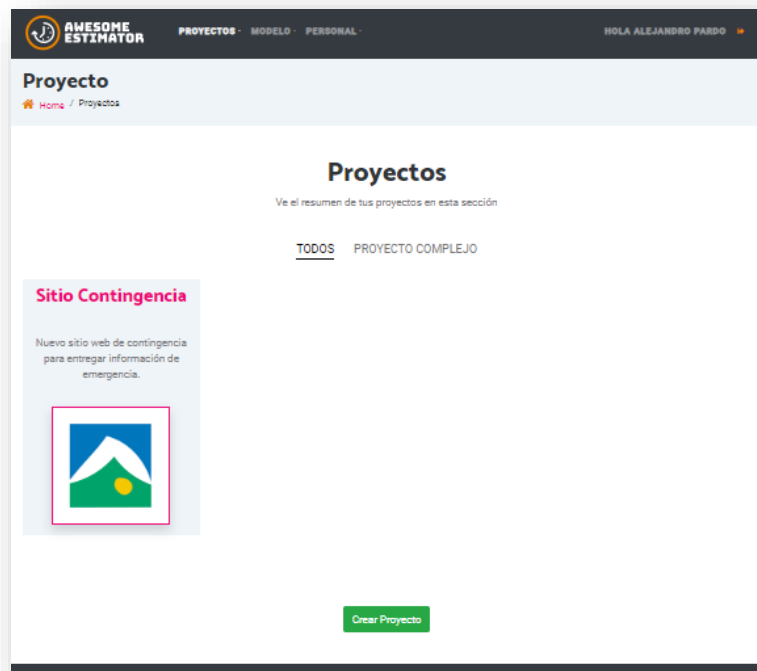 AWESOME
ESTIMATOR
PROYECTOS MODELO PERSONAL HOLA ALEJANDRO PARDO
Proyecto
Home / Proyectos
Proyectos
Ve el resumen de tus proyectos en esta sección
TODOS PROYECTO COMPLEJO
Sitio Contingencia
Nuevo sitio web de contingencia
para entregar información de
emergencia.
Crear Proyecto